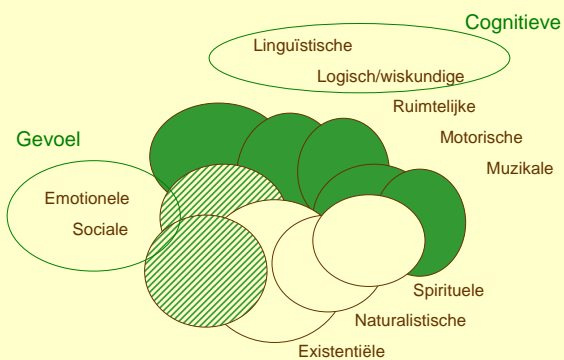 Cognitieve
Linguïstische
Logisch/wiskundige
Ruimtelijke
Motorische
Muzikale
Gevoel
Emotionele
Sociale
Spirituele
Naturalistische
Existentiële